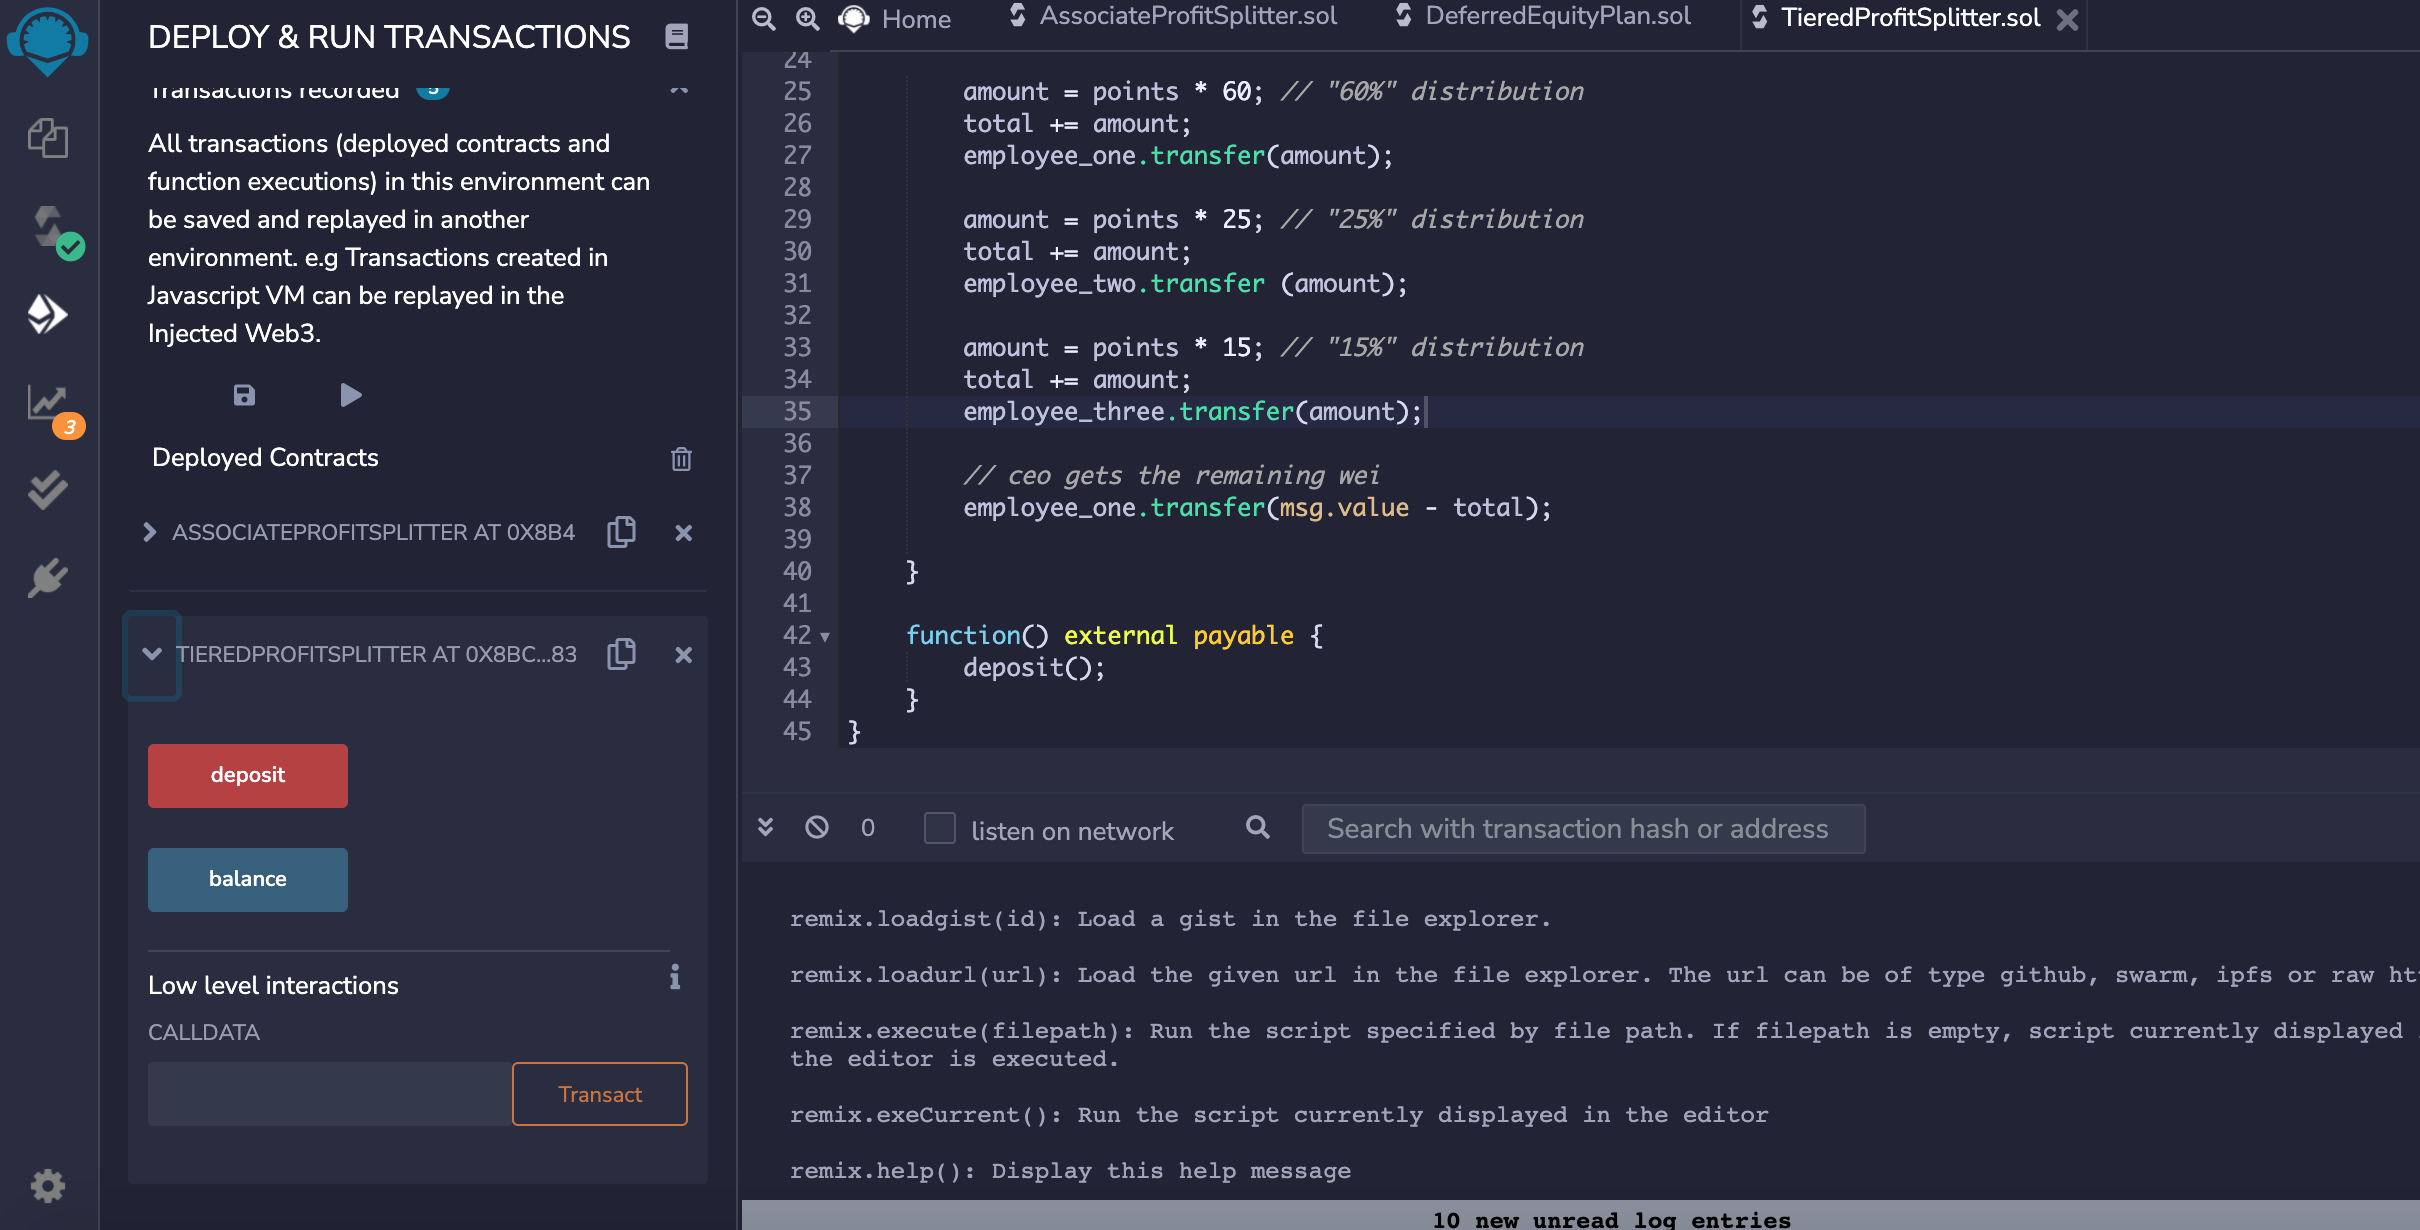 DEPLOY & RUN TRANSACTIONS
Transactions recorded 5
All transactions (deployed contracts and
function executions) in this environment can
be saved and replayed in another
environment. e.g Transactions created in
Javascript VM can be replayed in the
Injected Web3.
3
Deployed Contracts
ASSOCIATEPROFITSPLITTER AT 0X8B4
TIEREDPROFITSPLITTER AT 0X8BC...83
deposit
balance
Low level interactions
CALLDATA
Transact
Home
AssociateProfitSplitter.sol
DeferredEquityPlan.sol
TieredProfitSplitter.sol
24
25 amount = points * 60; // "60%" distribution
26 total += amount;
27 employee_one.transfer(amount);
28
29 amount = points * 25; // "25%" distribution
30 total += amount;
31 employee_two.transfer (amount);
32
33 amount = points * 15; // "15%" distribution
34 total += amount;
35 employee_three.transfer(amount);
36
37 // ceo gets the remaining wei
38 employee_one.transfer(msg.value - total);
39
40 }
41
42 function() external payable {
43 deposit();
44 }
45 }
0 listen on network Search with transaction hash or address
remix.loadgist(id): Load a gist in the file explorer.
remix.loadurl(url): Load the given url in the file explorer. The url can be of type github, swarm, ipfs or raw ht
remix.execute(filepath): Run the script specified by file path. If filepath is empty, script currently displayed
the editor is executed.
remix.exeCurrent(): Run the script currently displayed in the editor
remix.help(): Display this help message
10 new unread log entries